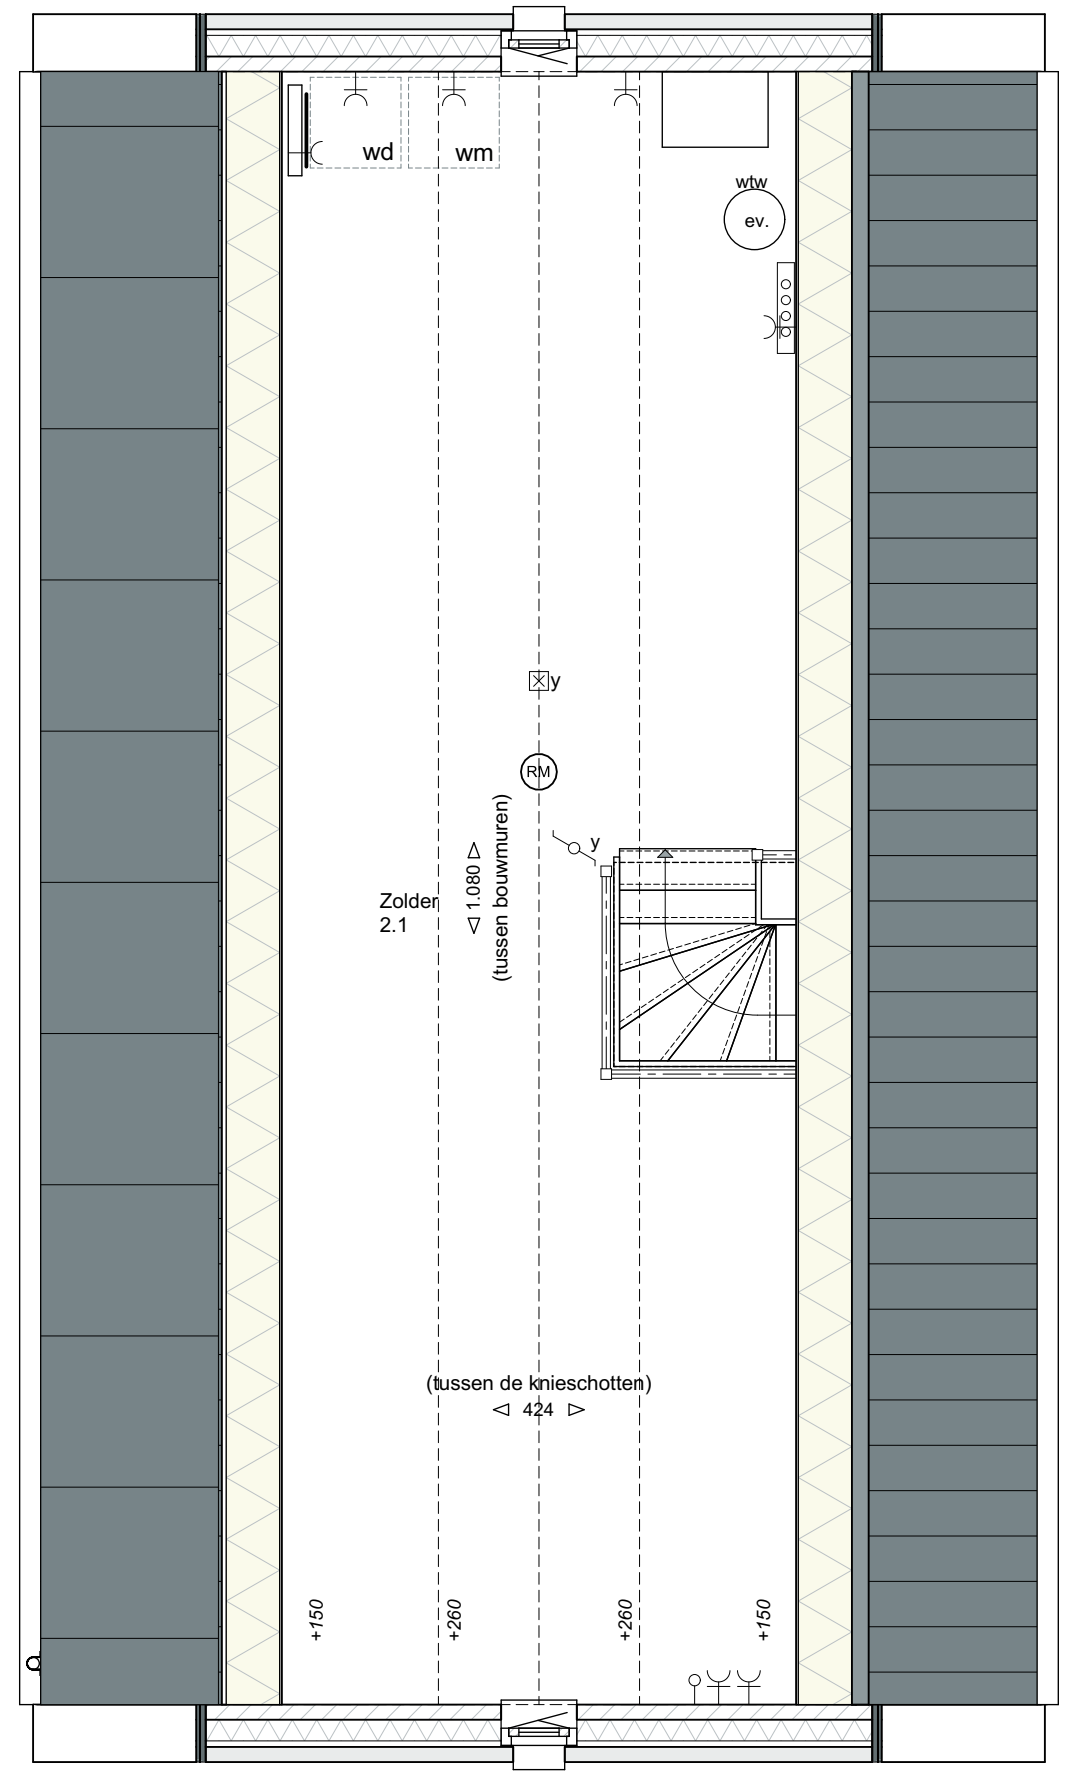 wd
wm
wtw
ev.
y
RM
y
Zolder
2.1
1.080
(tussen bouwmuren)
(tussen de knieschotten)
424
+150
+260
+260
+150